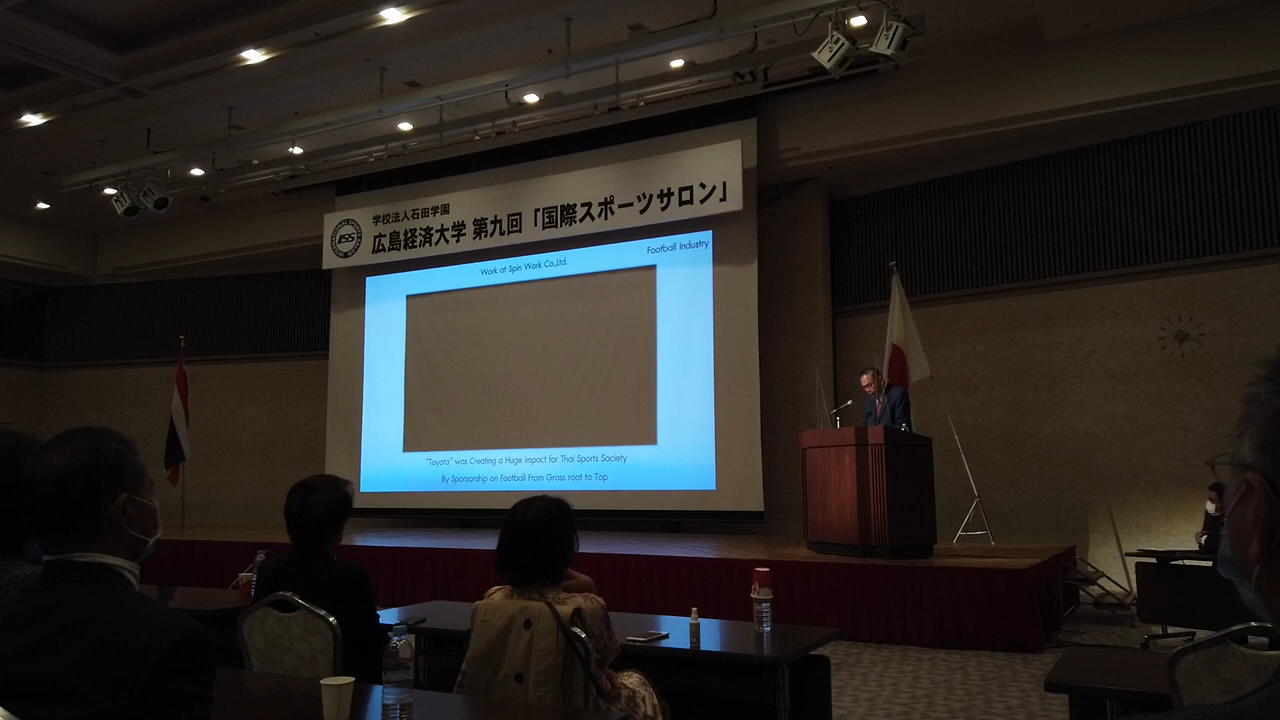 学校法人石田学園
広島経済大学 第九回「国際スポーツサロン」
ISS
Football Industry
Work at Spin Work Co.,Ltd.
"Toyota" was Creating a Huge impact for Thai Sports Society
By Sponsorship on Football From Grass root to Top